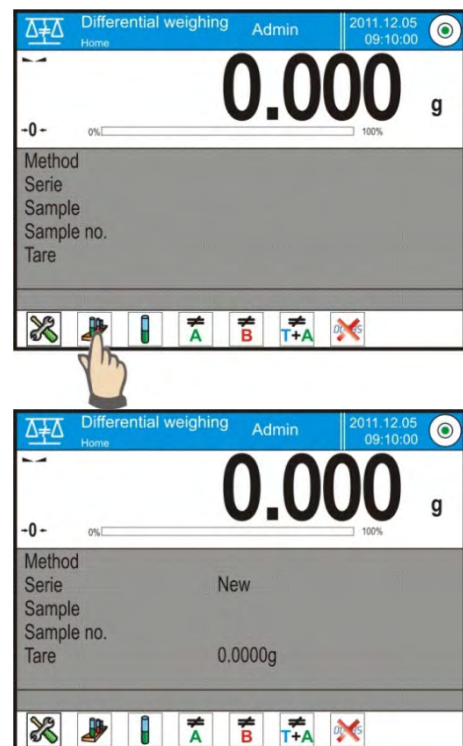 Differential weighing Admin 2011.12.05
Home 09:10:00
0.000 g
-0- 0% 100%
Method
Serie
Sample
Sample no.
Tare
A B T+A
Differential weighing Admin 2011.12.05
Home 09:10:00
0.000 g
-0- 0% 100%
Method
Serie New
Sample
Sample no.
Tare 0.0000g
A B T+A